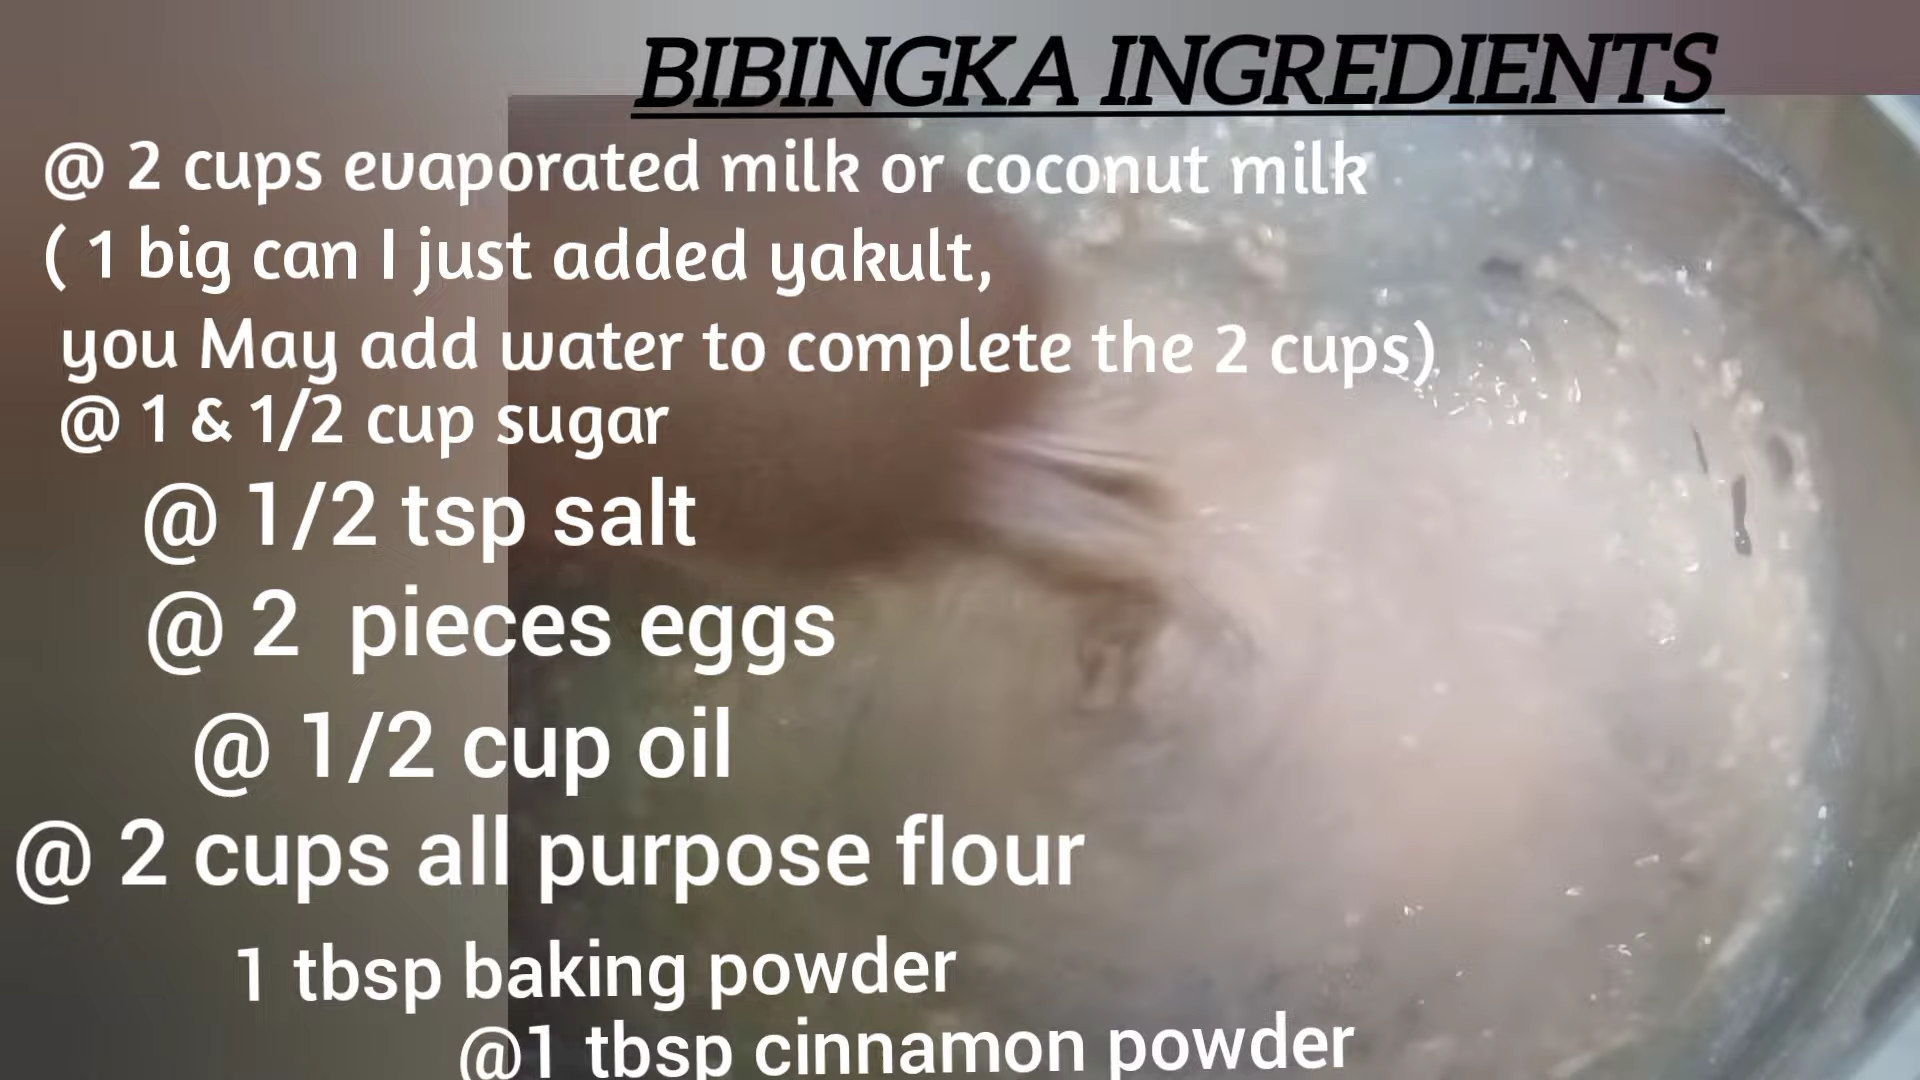 BIBINGKA INGREDIENTS
@ 2 cups evaporated milk or coconut milk
( 1 big can I just added yakult,
you May add water to complete the 2 cups)
@ 1 & 1/2 cup sugar
@ 1/2 tsp salt
@ 2 pieces eggs
@ 1/2 cup oil
@ 2 cups all purpose flour
1 tbsp baking powder
@1 tbsp cinnamon powder